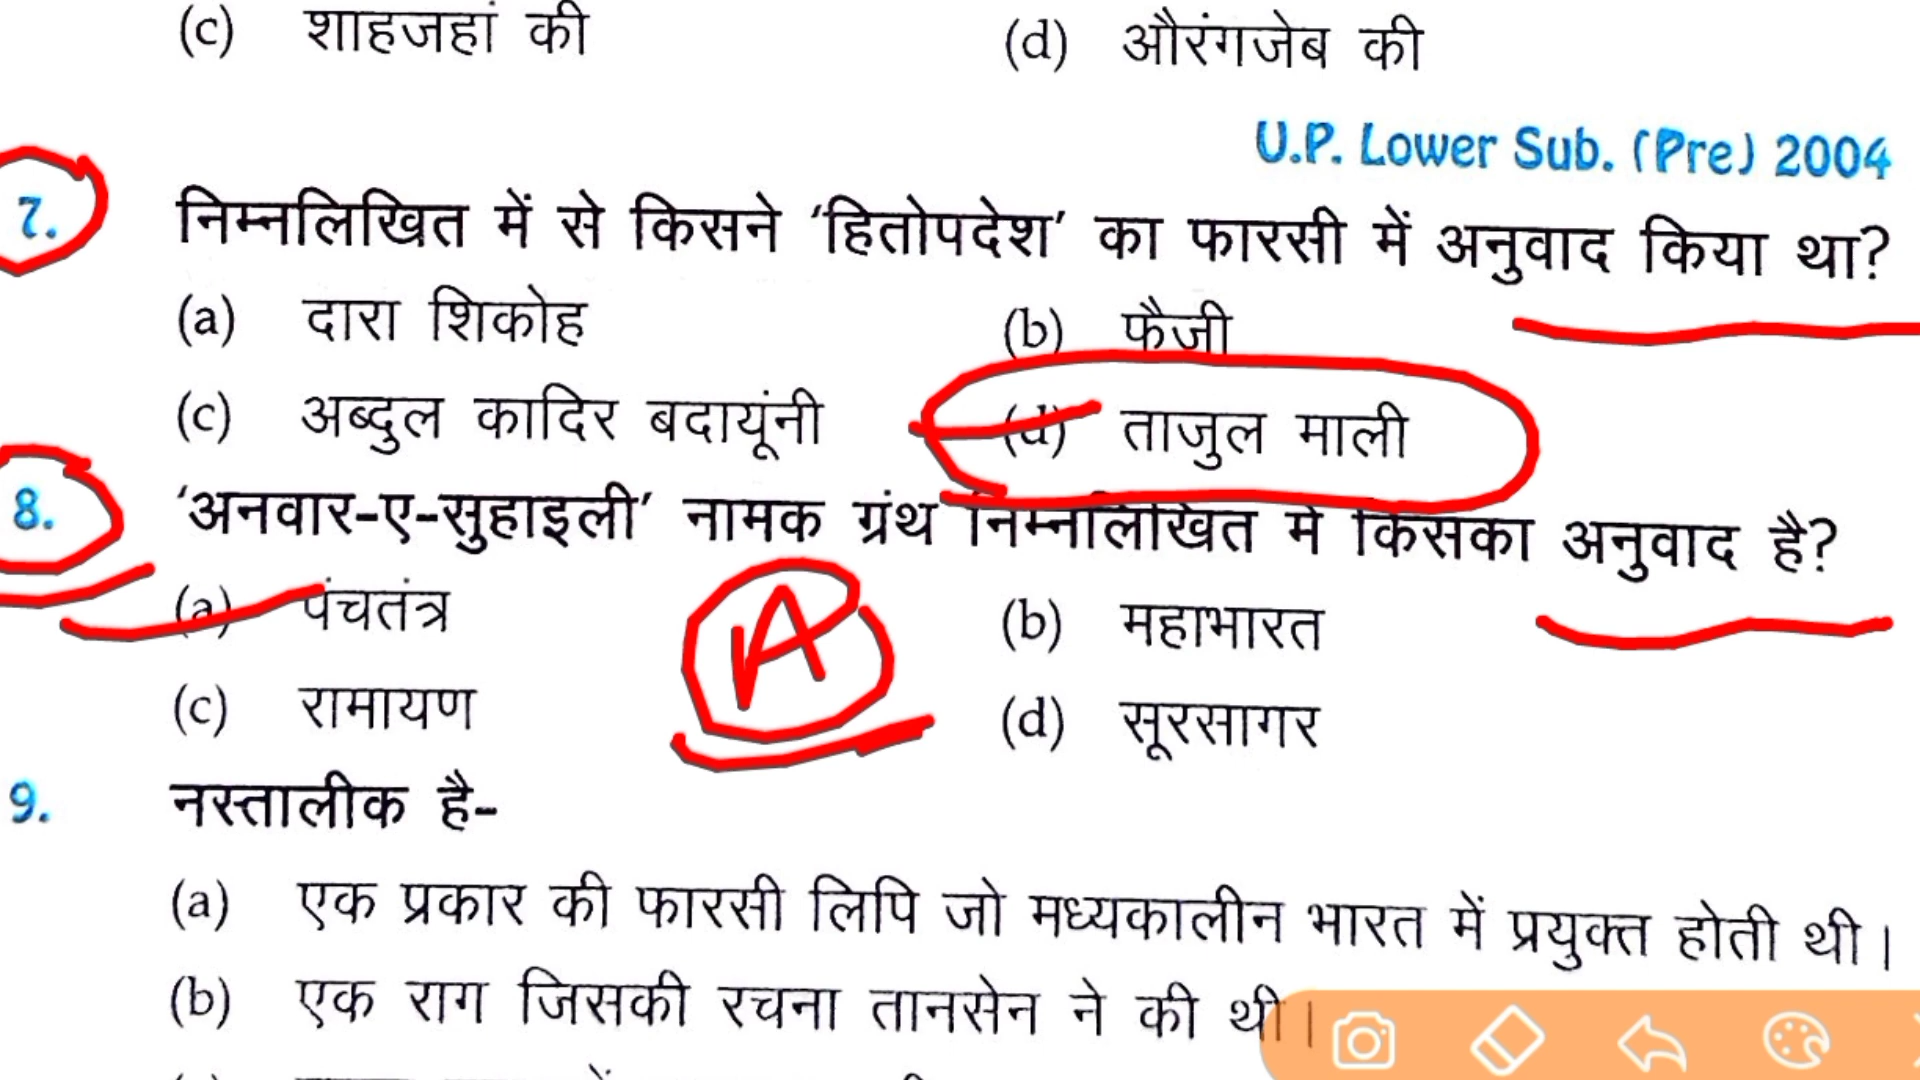 (c) शाहजहां की (d) औरंगजेब की
U.P. Lower Sub. (Pre) 2004
7. निम्नलिखित में से किसने ‘हितोपदेश’ का फारसी में अनुवाद किया था?
(a) दारा शिकोह (b) फैजी
(c) अब्दुल कादिर बदायूंनी (d) ताजुल माली
8. ‘अनवार-ए-सुहाइली’ नामक ग्रंथ निम्नलिखित में किसका अनुवाद है?
(a) पंचतंत्र (b) महाभारत
A
(c) रामायण (d) सूरसागर
9. नस्तालीक है-
(a) एक प्रकार की फारसी लिपि जो मध्यकालीन भारत में प्रयुक्त होती थी।
(b) एक राग जिसकी रचना तानसेन ने की थी।